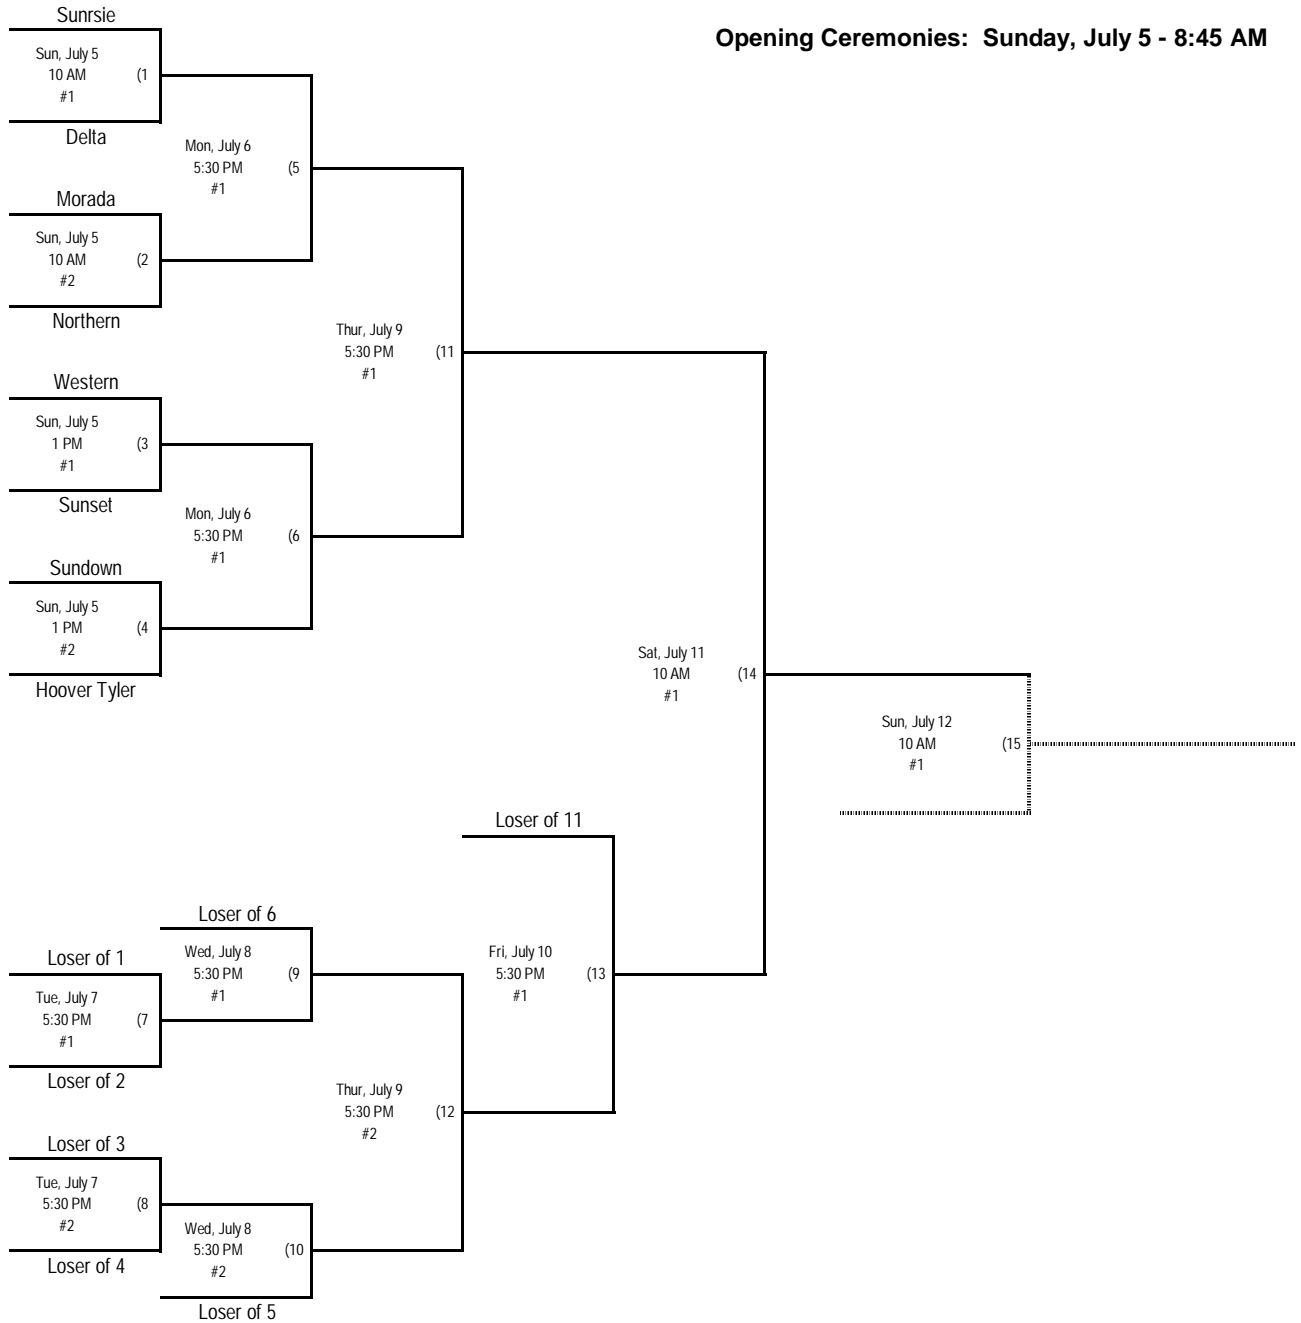 Opening Ceremonies:  Sunday, July 5 - 8:45 AM
Sunrsie
Sun, July 5
10 AM
(1
#1
Delta
Mon, July 6
5:30 PM
(5
#1
Morada
Sun, July 5
10 AM
(2
#2
Northern
Thur, July 9
5:30 PM
(11
#1
Western
Sun, July 5
1 PM
(3
#1
Sunset
Mon, July 6
5:30 PM
(6
#1
Sundown
Sun, July 5
1 PM
(4
#2
Hoover Tyler
Sat, July 11
10 AM
(14
#1
Sun, July 12
10 AM
(15
#1
Loser of 11
Loser of 6
Wed, July 8
5:30 PM
(9
#1
Fri, July 10
5:30 PM
(13
#1
Loser of 1
Tue, July 7
5:30 PM
(7
#1
Loser of 2
Thur, July 9
5:30 PM
(12
#2
Loser of 3
Tue, July 7
5:30 PM
(8
#2
Loser of 4
Wed, July 8
5:30 PM
(10
#2
Loser of 5